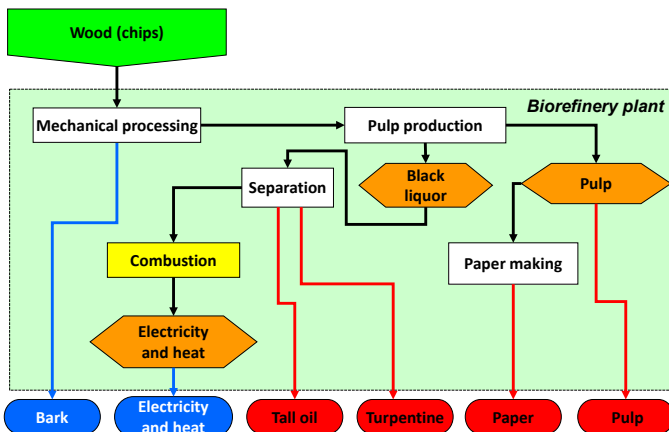 Wood (chips)
Biorefinery plant
Mechanical processing
Pulp production
Black
liquor
Separation
Pulp
Combustion
Paper making
Electricity
and heat
Bark
Electricity
and heat
Tall oil
Turpentine
Paper
Pulp